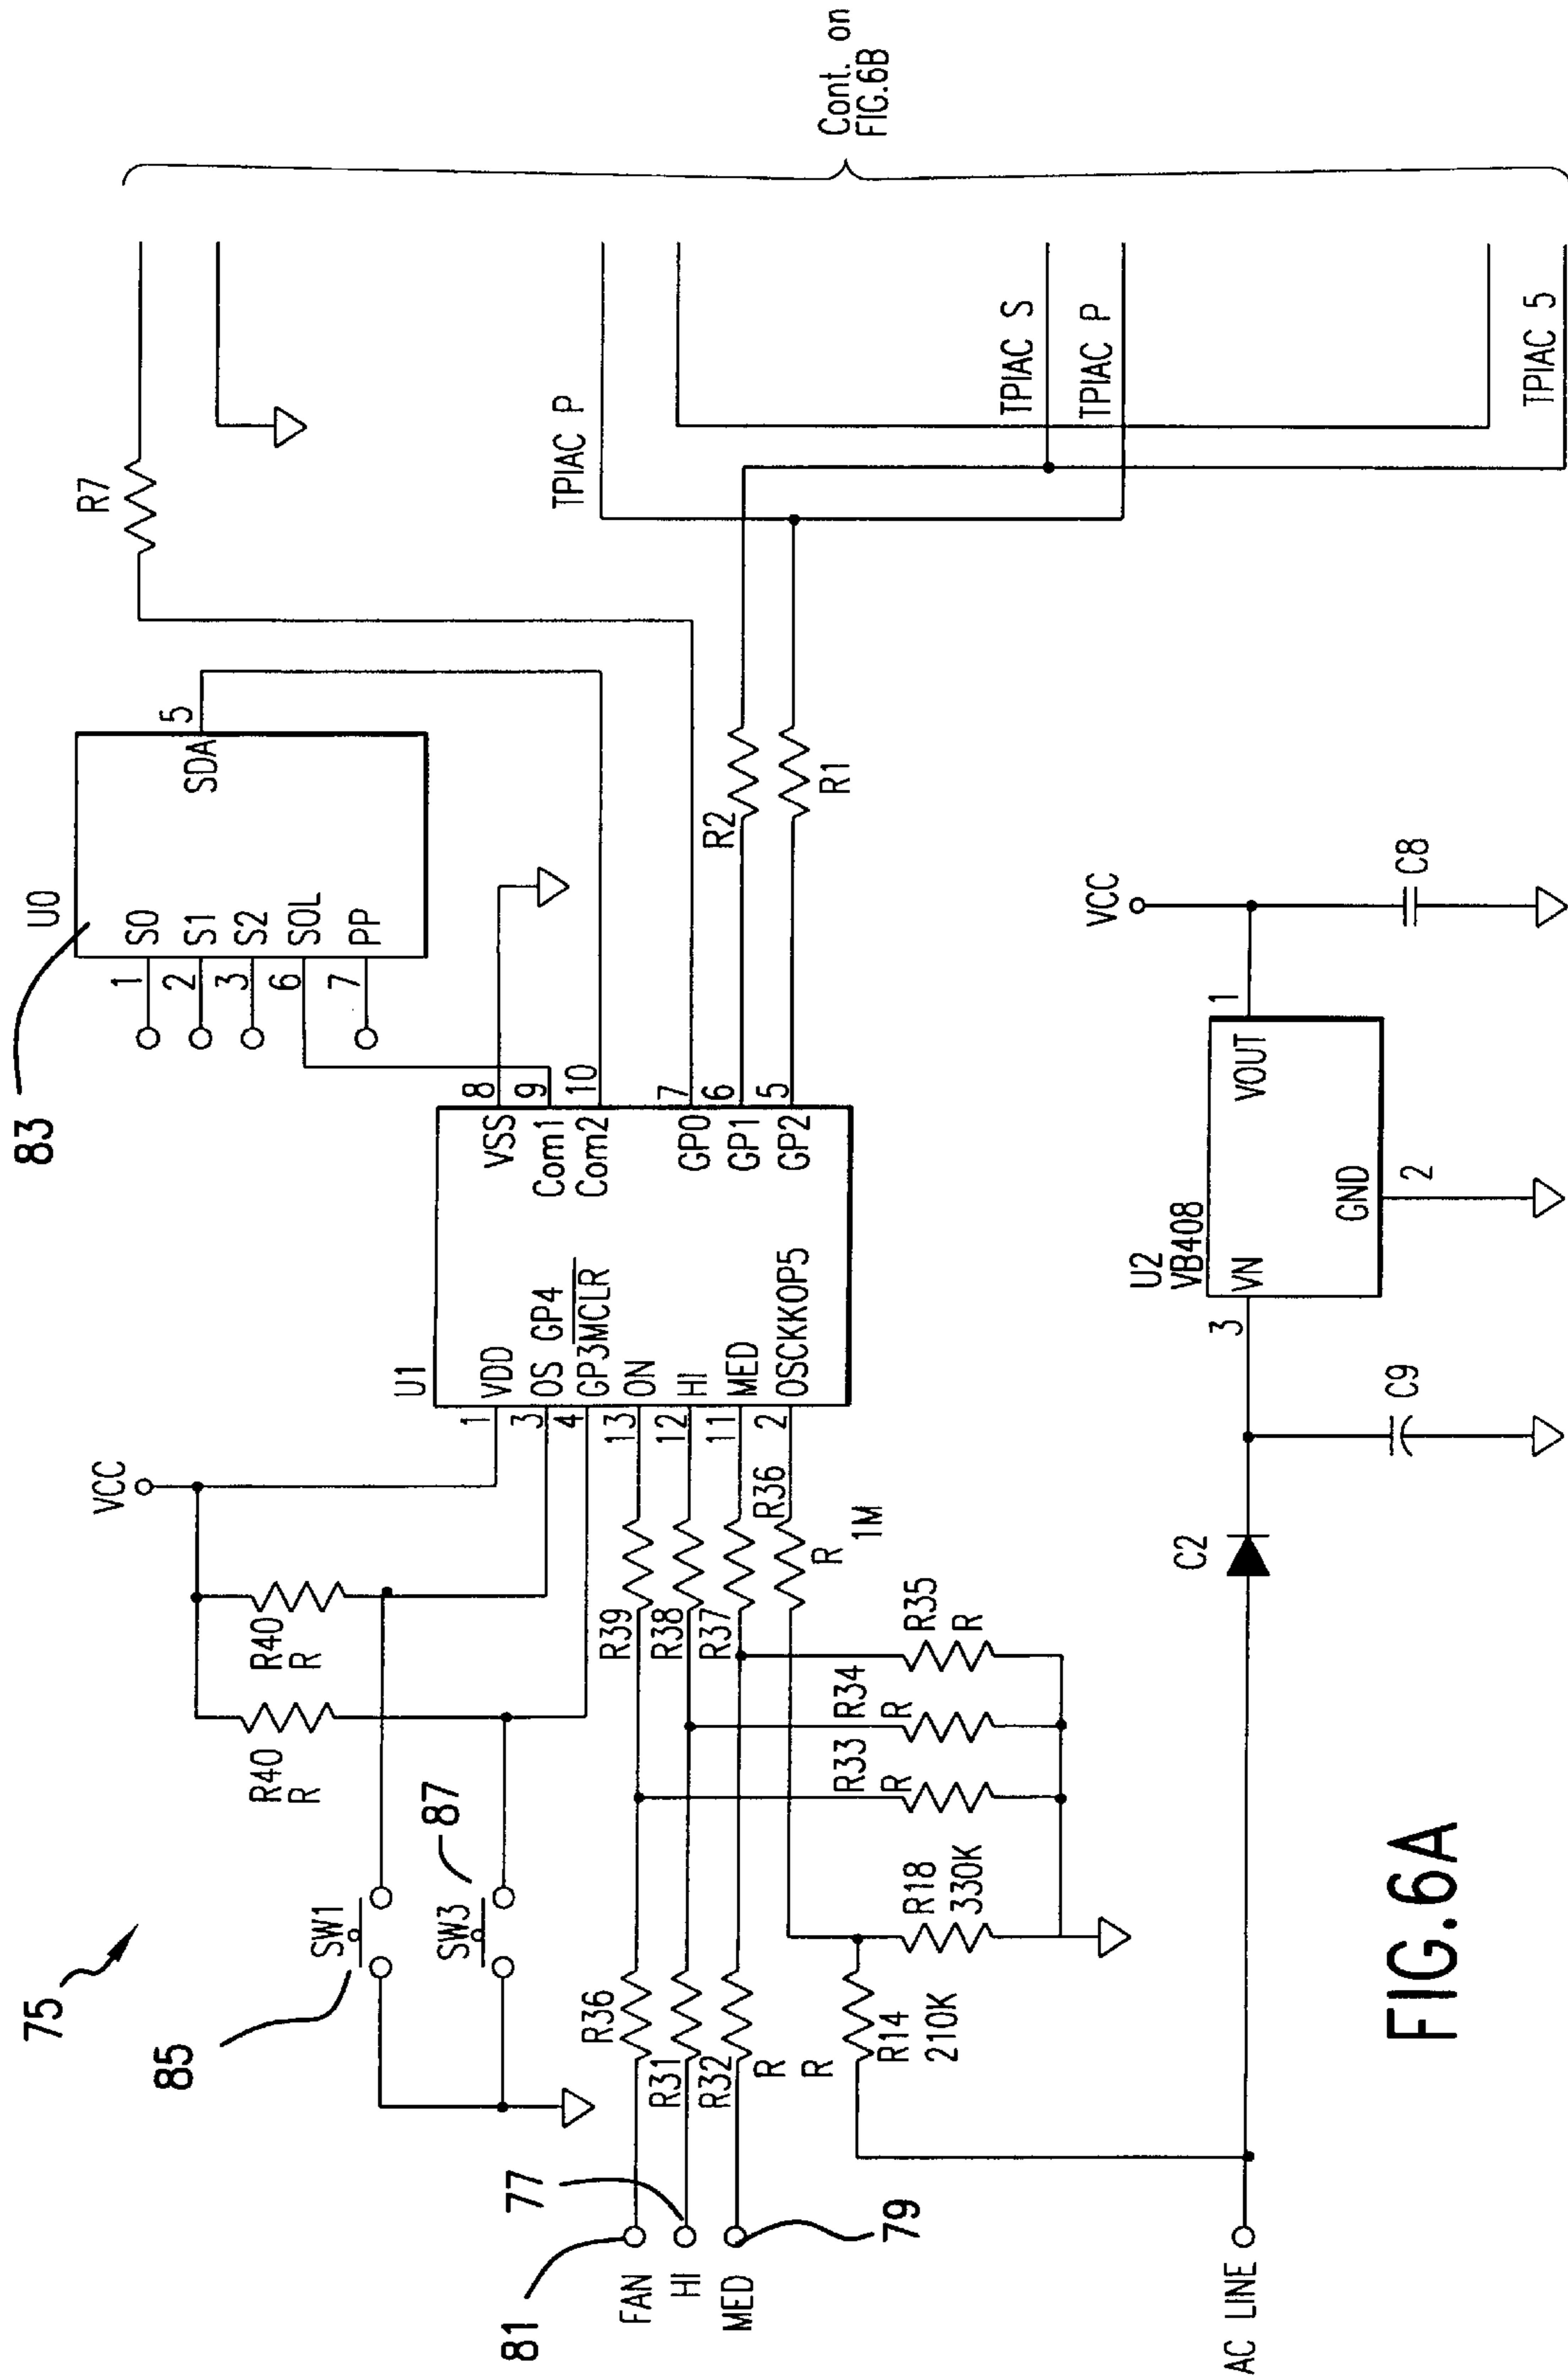 75
83
85
SW1
87
SW3
VCC
R40
R
R40
R
U0
1
S0
2
S1
3
S2
6
SOL
7
PP
SDA
5
R7
U1
1
VDD
3
OS GP4
4
GP3MCLR
13
ON
12
HI
11
MED
2
OSCKKOP5
VSS
8
Com1
9
Com2
10
GP0
7
GP1
6
GP2
5
R2
R1
TPIAC P
TPIAC S
TPIAC P
TPIAC 5
Cont. on
FIG.6B
81
77
79
FAN
HI
MED
R36
R31
R32
R
R
R14
210K
R39
R38
R37
R36
R
1M
R18
330K
R33
R
R34
R
R35
R
AC LINE
C2
C9
U2
VB408
3
VN
VOUT
1
GND
2
VCC
C8
FIG.6A